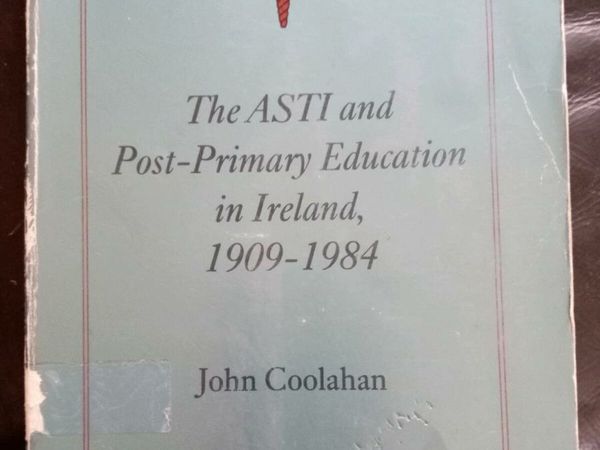 The ASTI and
Post-Primary Education
in Ireland,
1909-1984
John Coolahan